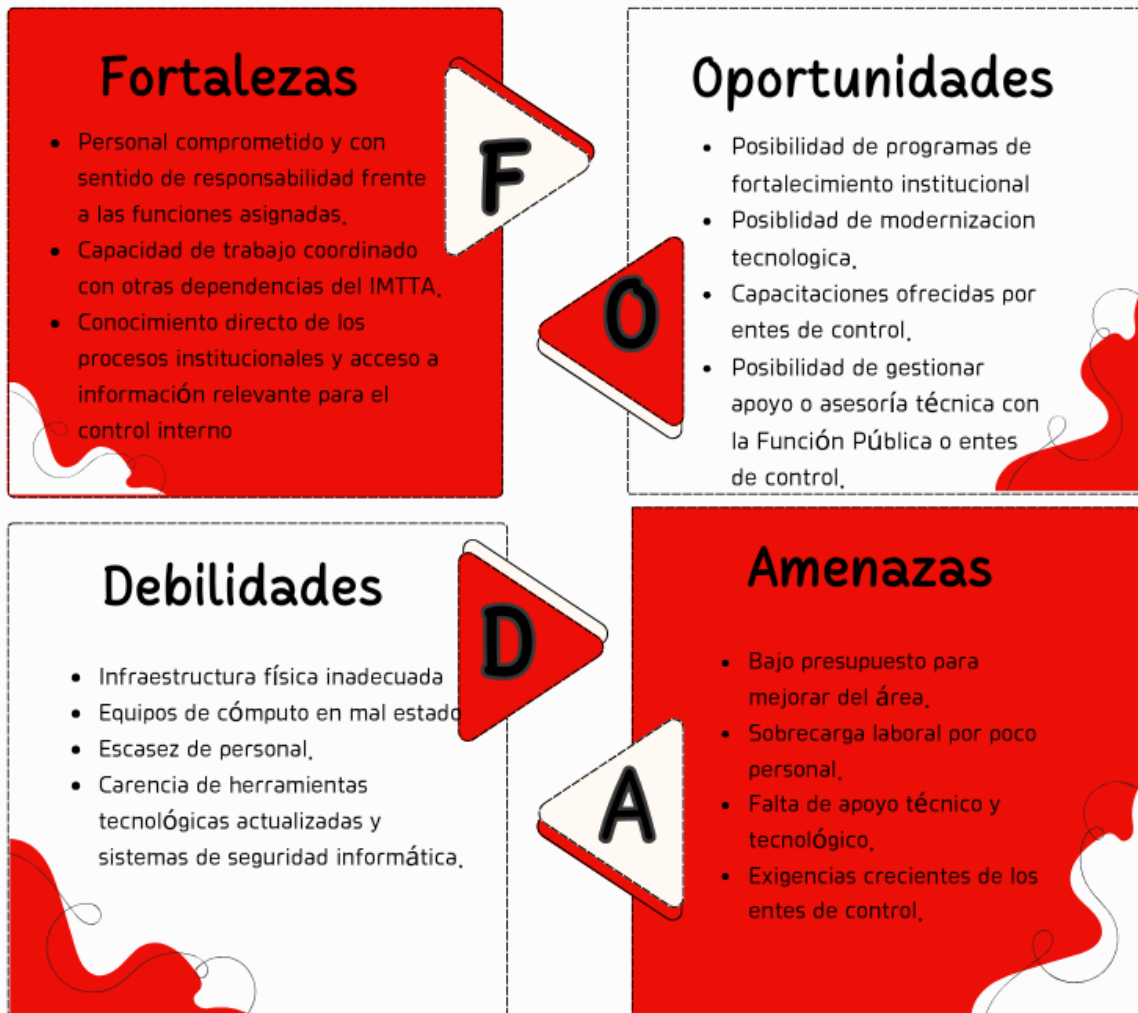 Fortalezas
• Personal comprometido y con
sentido de responsabilidad frente
a las funciones asignadas.
• Capacidad de trabajo coordinado
con otras dependencias del IMTTA.
• Conocimiento directo de los
procesos institucionales y acceso a
información relevante para el
control interno
F
Oportunidades
• Posibilidad de programas de
fortalecimiento institucional
• Posiblidad de modernizacion
tecnologica.
• Capacitaciones ofrecidas por
entes de control.
• Posibilidad de gestionar
apoyo o asesoría técnica con
la Función Pública o entes
de control.
O
Debilidades
• Infraestructura física inadecuada
• Equipos de cómputo en mal estado
• Escasez de personal.
• Carencia de herramientas
tecnológicas actualizadas y
sistemas de seguridad informática.
D
Amenazas
• Bajo presupuesto para
mejorar del área.
• Sobrecarga laboral por poco
personal.
• Falta de apoyo técnico y
tecnológico.
• Exigencias crecientes de los
entes de control.
A